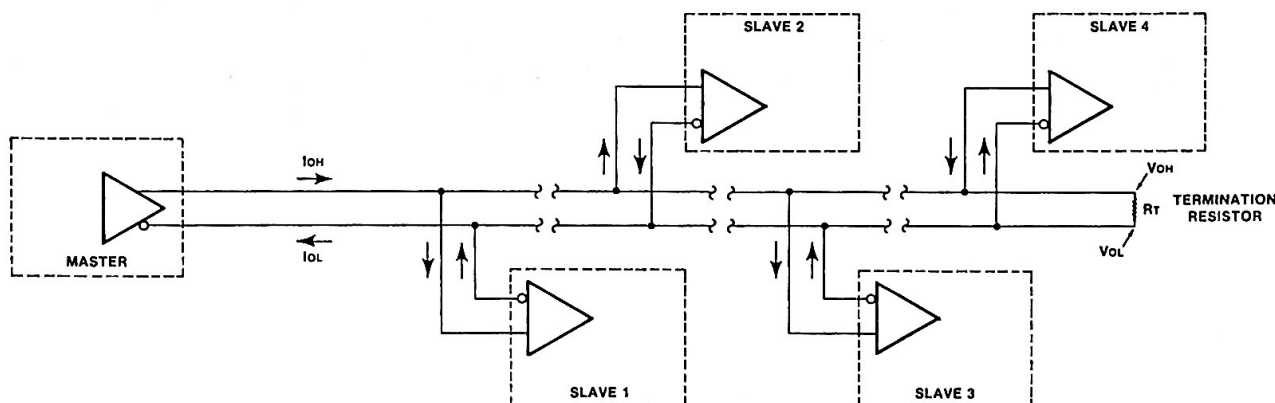 SLAVE 2
SLAVE 4
IOH
VOH
RT
TERMINATION
RESISTOR
MASTER
IOL
VOL
SLAVE 1
SLAVE 3